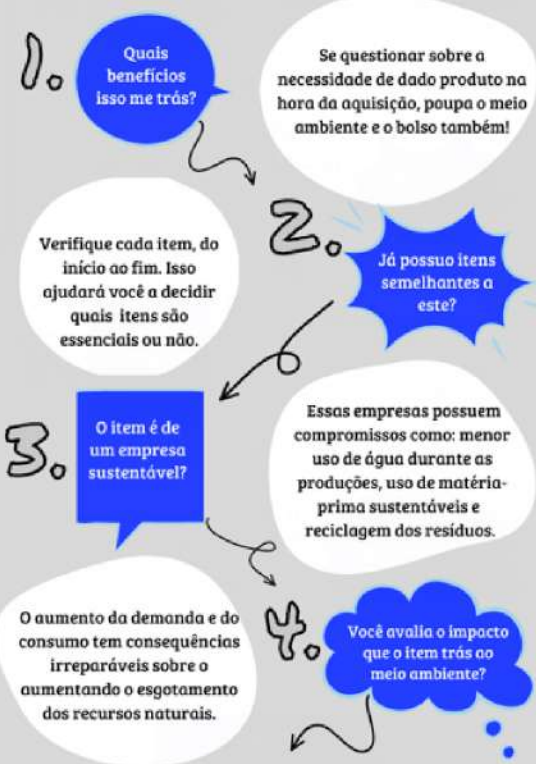 1.
Quais
benefícios
isso me trás?
Se questionar sobre a
necessidade de dado produto na
hora da aquisição, poupa o meio
ambiente e o bolso também!
2.
Já possuo itens
semelhantes a
este?
Verifique cada item, do
início ao fim. Isso
ajudará você a decidir
quais itens são
essenciais ou não.
3.
O item é de
um empresa
sustentável?
Essas empresas possuem
compromissos como: menor
uso de água durante as
produções, uso de matéria-
prima sustentáveis e
reciclagem dos resíduos.
4.
Você avalia o impacto
que o item trás ao
meio ambiente?
O aumento da demanda e do
consumo tem consequências
irreparáveis sobre o
aumentando o esgotamento
dos recursos naturais.